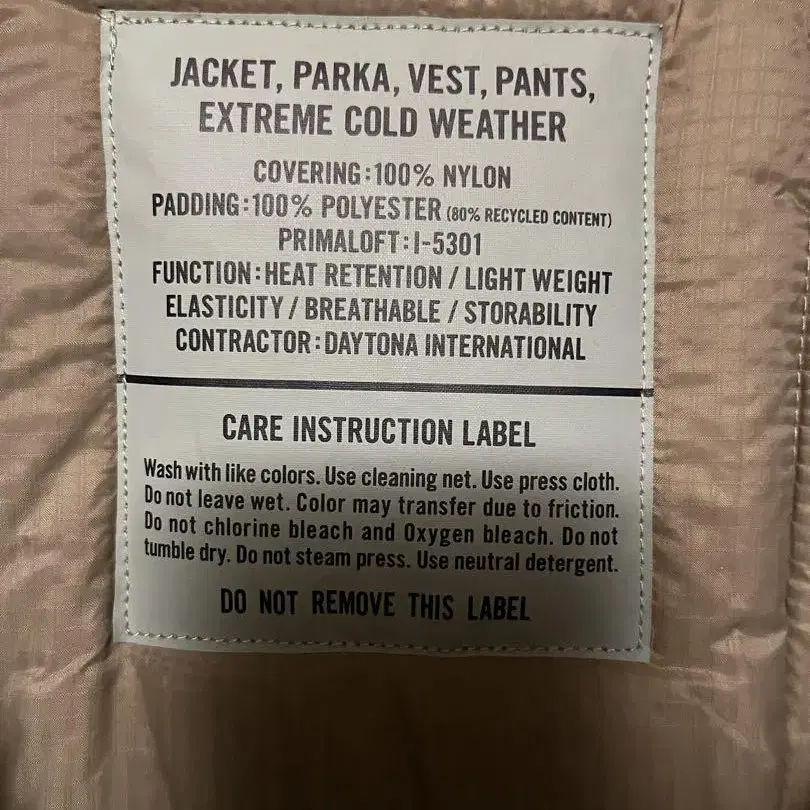 JACKET, PARKA, VEST, PANTS,
EXTREME COLD WEATHER
COVERING:100% NYLON
PADDING:100% POLYESTER (80% RECYCLED CONTENT)
PRIMALOFT:I-5301
FUNCTION:HEAT RETENTION / LIGHT WEIGHT
ELASTICITY / BREATHABLE / STORABILITY
CONTRACTOR:DAYTONA INTERNATIONAL
CARE INSTRUCTION LABEL
Wash with like colors. Use cleaning net. Use press cloth.
Do not leave wet. Color may transfer due to friction.
Do not chlorine bleach and Oxygen bleach. Do not
tumble dry. Do not steam press. Use neutral detergent.
DO NOT REMOVE THIS LABEL